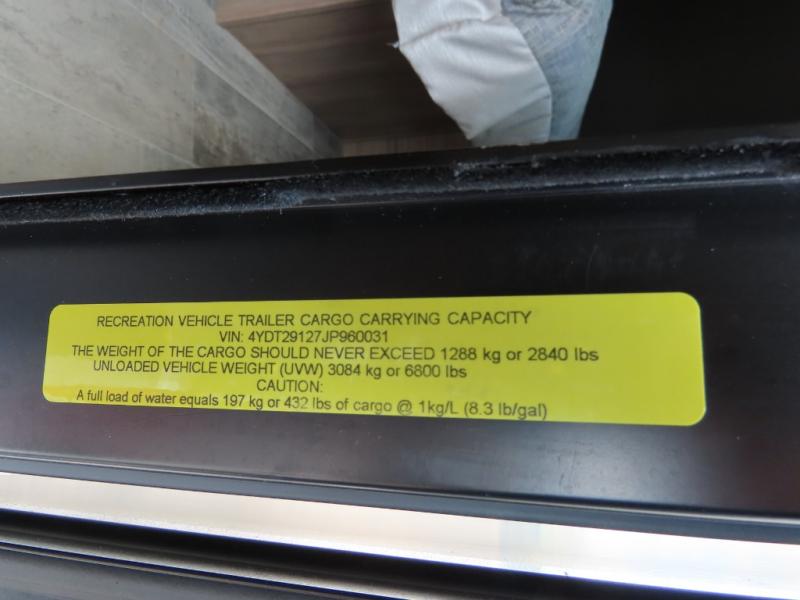 RECREATION VEHICLE TRAILER CARGO CARRYING CAPACITY
VIN: 4YDT29127JP960031
THE WEIGHT OF THE CARGO SHOULD NEVER EXCEED 1288 kg or 2840 lbs
UNLOADED VEHICLE WEIGHT (UVW) 3084 kg or 6800 lbs
CAUTION:
A full load of water equals 197 kg or 432 lbs of cargo @ 1kg/L (8.3 lb/gal)